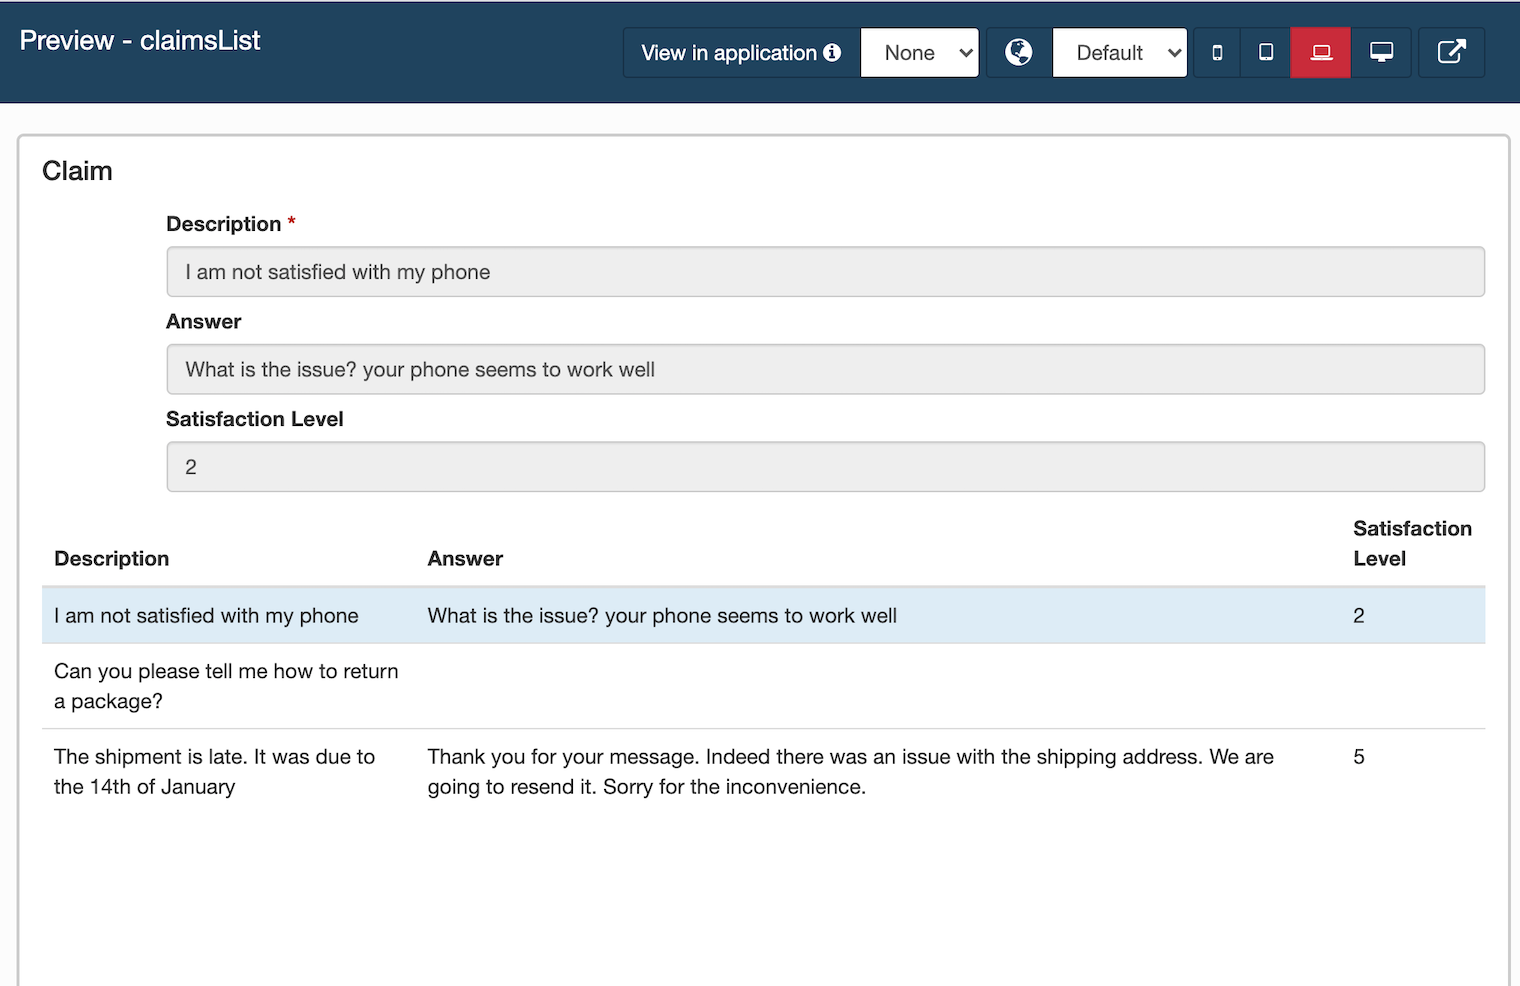 Preview - claimsList
View in application
None
Default
Claim
Description *
I am not satisfied with my phone
Answer
What is the issue? your phone seems to work well
Satisfaction Level
2
Description Answer Satisfaction
Level
I am not satisfied with my phone What is the issue? your phone seems to work well 2
Can you please tell me how to return
a package?
The shipment is late. It was due to
the 14th of January
Thank you for your message. Indeed there was an issue with the shipping address. We are
going to resend it. Sorry for the inconvenience.
5